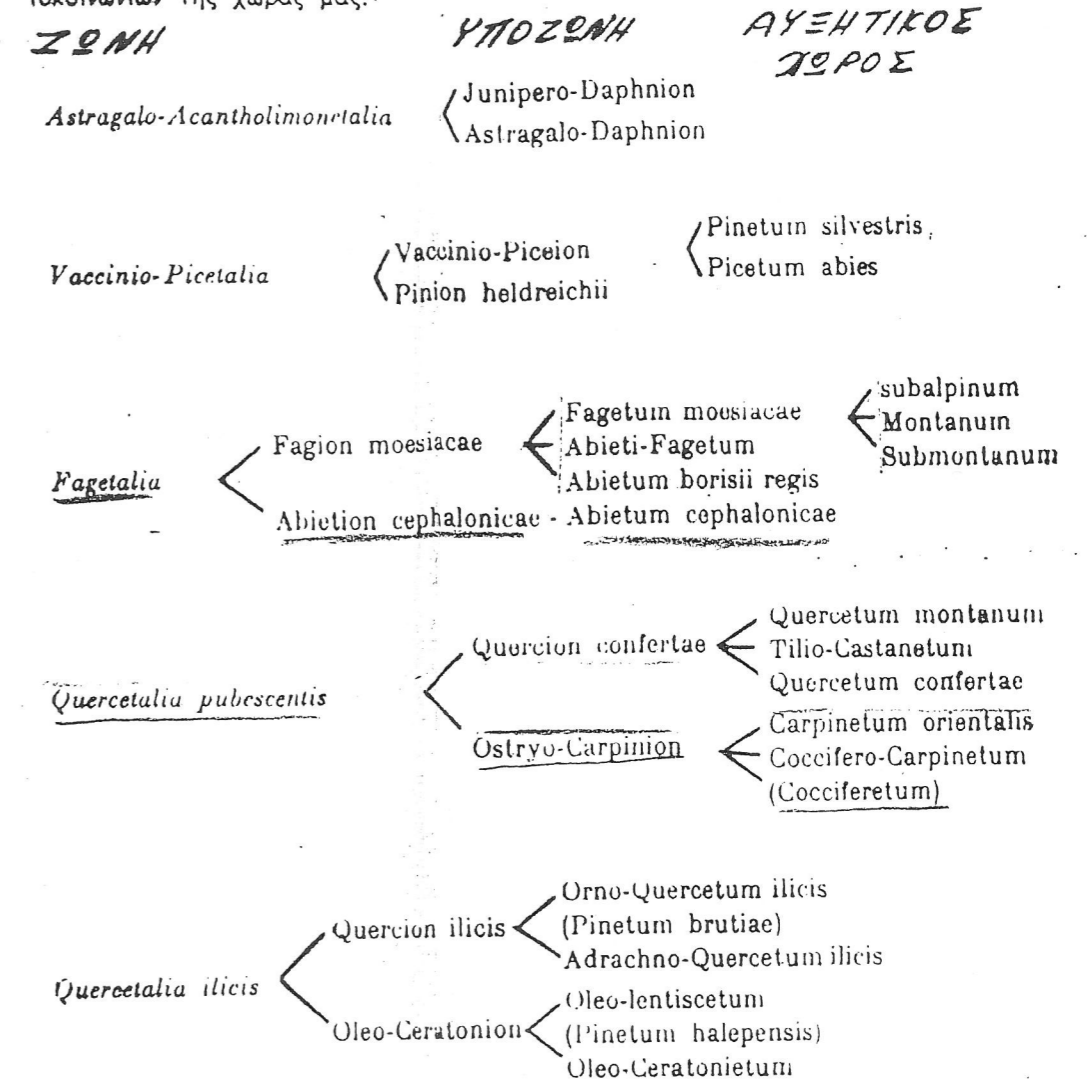 της χώρας μας.
ΖΩΝΗ ΥΠΟΖΩΝΗ ΑΥΞΗΤΙΚΟΣ
ΧΩΡΟΣ
Junipero-Daphnion
Astragalo-Acantholimonetalia
Astragalo-Daphnion
Pinetum silvestris,
Vaccinio-Piceion
Vaccinio-Picetalia
Picetum abies
Pinion heldreichii
subalpinum
Fagetum moesiacae
Montanum
Fagion moesiacae
Abieti-Fagetum
Submontanum
Fagetalia
Abietum borisii regis
Abietion cephalonicae - Abietum cephalonicae
Quercetum montanum
Quercion confertae
Tilio-Castanetum
Quercetum confertae
Quercetalia pubescentis
Carpinetum orientalis
Ostryo-Carpinion
Coccifero-Carpinetum
(Cocciferetum)
Orno-Quercetum ilicis
Quercion ilicis
(Pinetum brutiae)
Adrachno-Quercetum ilicis
Quercetalia ilicis
Oleo-lentiscetum
Oleo-Ceratonion
(Pinetum halepensis)
Oleo-Ceratonietum